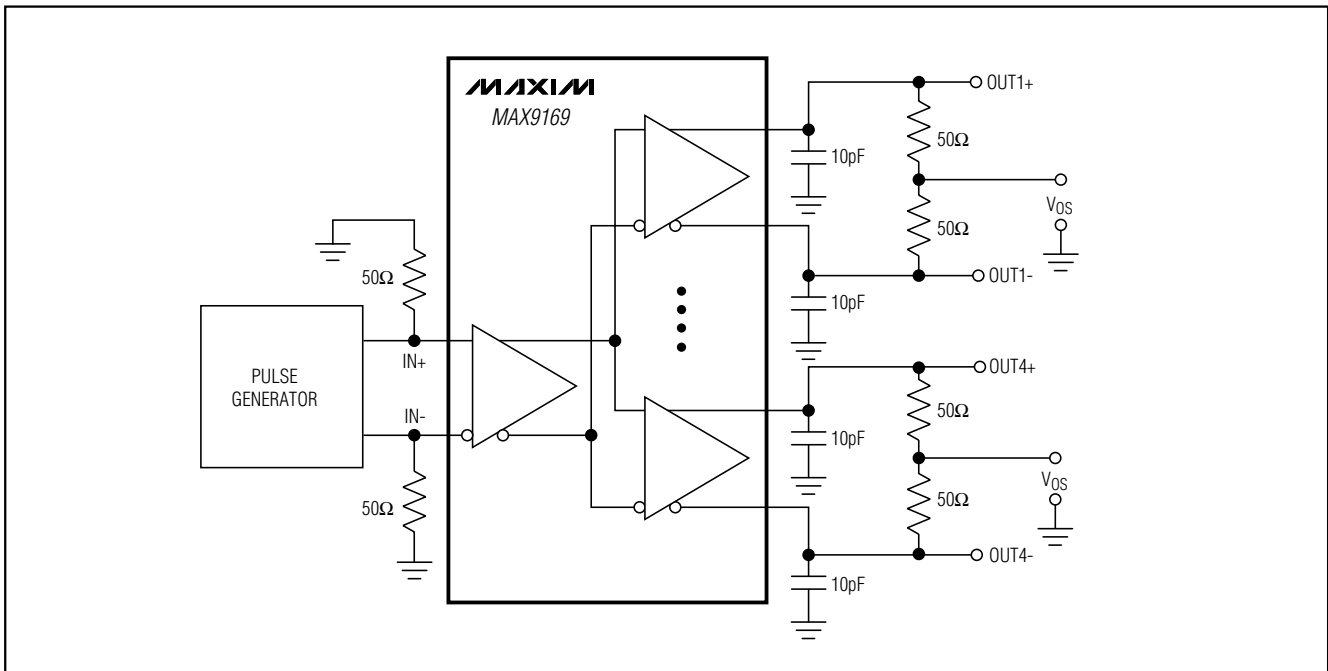 MAXIM
MAX9169
OUT1+
50Ω
10pF
VOS
50Ω
OUT1-
10pF
50Ω
IN+
PULSE
GENERATOR
IN-
50Ω
OUT4+
50Ω
10pF
VOS
50Ω
OUT4-
10pF